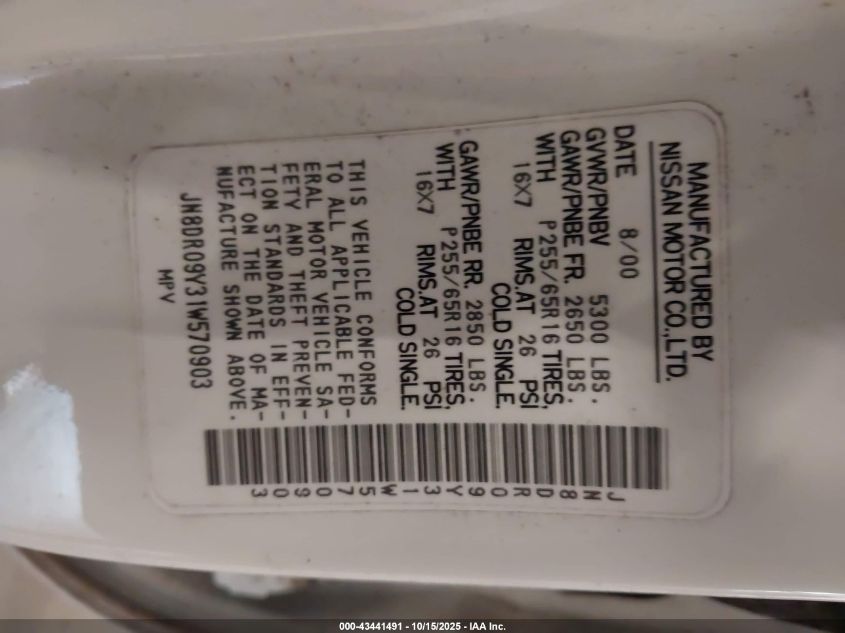 MANUFACTURED BY
NISSAN MOTOR CO.,LTD.
DATE 8/00
GVWR/PNBV 5300 LBS.
GAWR/PNBE FR. 2650 LBS.
WITH P255/65R16 TIRES,
16X7 RIMS.AT 26 PSI
COLD SINGLE.
GAWR/PNBE RR. 2850 LBS.
WITH P255/65R16 TIRES,
16X7 RIMS.AT 26 PSI
COLD SINGLE.
THIS VEHICLE CONFORMS
TO ALL APPLICABLE FED-
ERAL MOTOR VEHICLE SA-
FETY AND THEFT PREVEN-
TION STANDARDS IN EFF-
ECT ON THE DATE OF MA-
NUFACTURE SHOWN ABOVE.
JN8DR09Y31W570903
MPV
JN8DR09Y31W570903
000-43441491 - 10/15/2025 - IAA Inc.